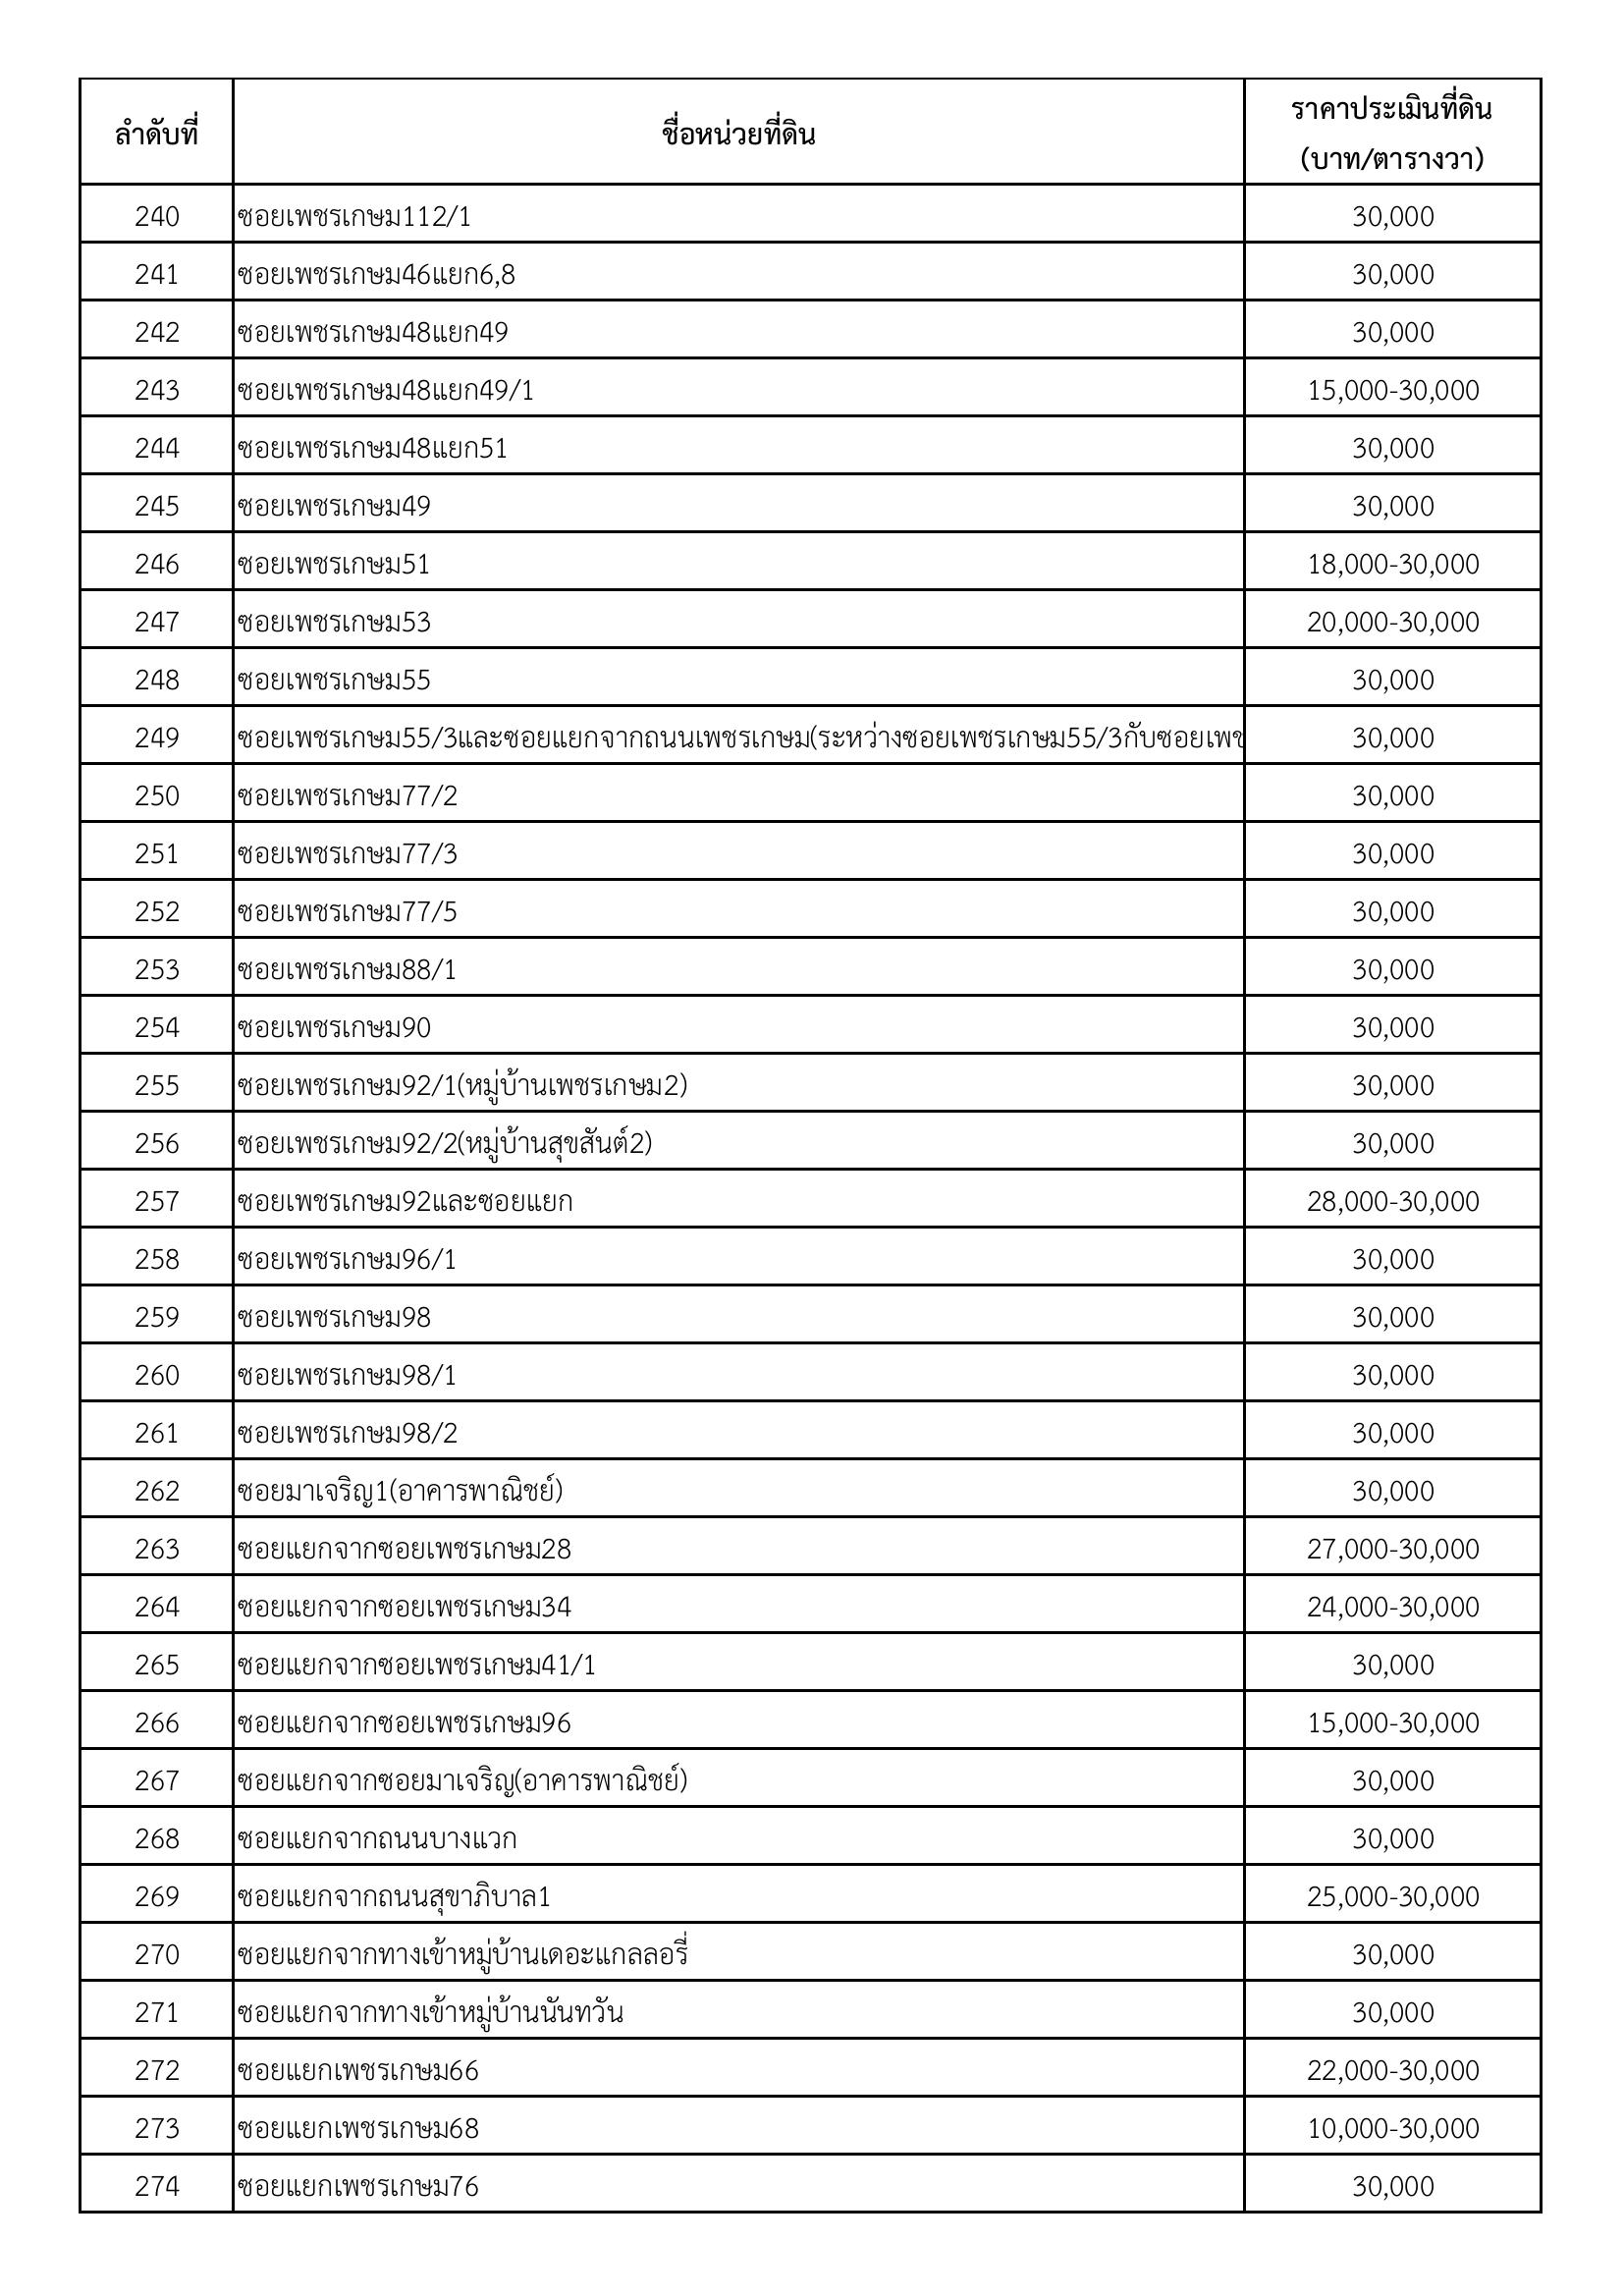 ลำดับที่ ชื่อหน่วยที่ดิน ราคาประเมินที่ดิน (บาท/ตารางวา)
240 ซอยเพชรเกษม112/1 30,000
241 ซอยเพชรเกษม46แยก6,8 30,000
242 ซอยเพชรเกษม48แยก49 30,000
243 ซอยเพชรเกษม48แยก49/1 15,000-30,000
244 ซอยเพชรเกษม48แยก51 30,000
245 ซอยเพชรเกษม49 30,000
246 ซอยเพชรเกษม51 18,000-30,000
247 ซอยเพชรเกษม53 20,000-30,000
248 ซอยเพชรเกษม55 30,000
249 ซอยเพชรเกษม55/3และซอยแยกจากถนนเพชรเกษม(ระหว่างซอยเพชรเกษม55/3กับซอยเพช 30,000
250 ซอยเพชรเกษม77/2 30,000
251 ซอยเพชรเกษม77/3 30,000
252 ซอยเพชรเกษม77/5 30,000
253 ซอยเพชรเกษม88/1 30,000
254 ซอยเพชรเกษม90 30,000
255 ซอยเพชรเกษม92/1(หมู่บ้านเพชรเกษม2) 30,000
256 ซอยเพชรเกษม92/2(หมู่บ้านสุขสันต์2) 30,000
257 ซอยเพชรเกษม92และซอยแยก 28,000-30,000
258 ซอยเพชรเกษม96/1 30,000
259 ซอยเพชรเกษม98 30,000
260 ซอยเพชรเกษม98/1 30,000
261 ซอยเพชรเกษม98/2 30,000
262 ซอยมาเจริญ1(อาคารพาณิชย์) 30,000
263 ซอยแยกจากซอยเพชรเกษม28 27,000-30,000
264 ซอยแยกจากซอยเพชรเกษม34 24,000-30,000
265 ซอยแยกจากซอยเพชรเกษม41/1 30,000
266 ซอยแยกจากซอยเพชรเกษม96 15,000-30,000
267 ซอยแยกจากซอยมาเจริญ(อาคารพาณิชย์) 30,000
268 ซอยแยกจากถนนบางแวก 30,000
269 ซอยแยกจากถนนสุขาภิบาล1 25,000-30,000
270 ซอยแยกจากทางเข้าหมู่บ้านเดอะแกลลอรี่ 30,000
271 ซอยแยกจากทางเข้าหมู่บ้านนันทวัน 30,000
272 ซอยแยกเพชรเกษม66 22,000-30,000
273 ซอยแยกเพชรเกษม68 10,000-30,000
274 ซอยแยกเพชรเกษม76 30,000